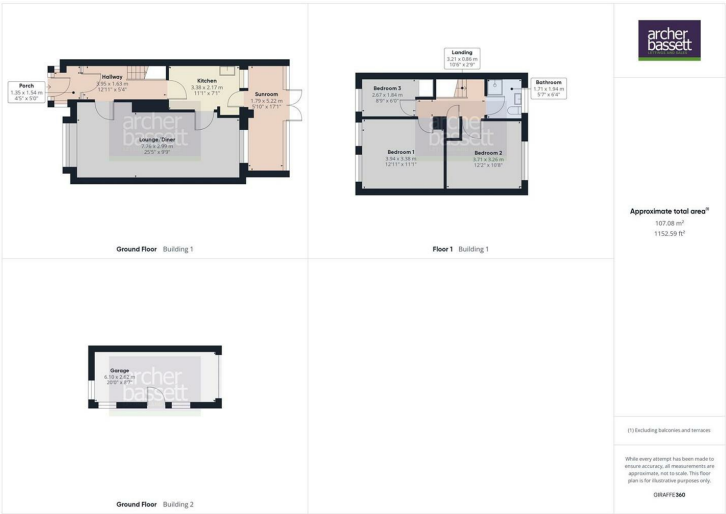 Porch
1.35 x 1.54 m
4'5" x 5'0"
Hallway
3.95 x 1.63 m
12'11" x 5'4"
Kitchen
3.38 x 2.17 m
11'1" x 7'1"
Sunroom
1.79 x 5.22 m
5'10" x 17'1"
Lounge/Diner
7.76 x 2.99 m
25'5" x 9'9"
archer
bassett
Ground Floor Building 1
Landing
3.21 x 0.86 m
10'6" x 2'9"
Bedroom 3
2.67 x 1.84 m
8'9" x 6'0"
Bathroom
1.71 x 1.94 m
5'7" x 6'4"
Bedroom 1
3.94 x 3.38 m
12'11" x 11'1"
Bedroom 2
3.71 x 3.26 m
12'2" x 10'8"
archer
bassett
Floor 1 Building 1
Garage
6.10 x 2.62 m
20'0" x 8'7"
archer
bassett
Ground Floor Building 2
archer
bassett
Approximate total area⁽¹⁾
107.08 m²
1152.59 ft²
(1) Excluding balconies and terraces
While every attempt has been made to
ensure accuracy, all measurements are
approximate, not to scale. This floor
plan is for illustrative purposes only.
GIRAFFE360